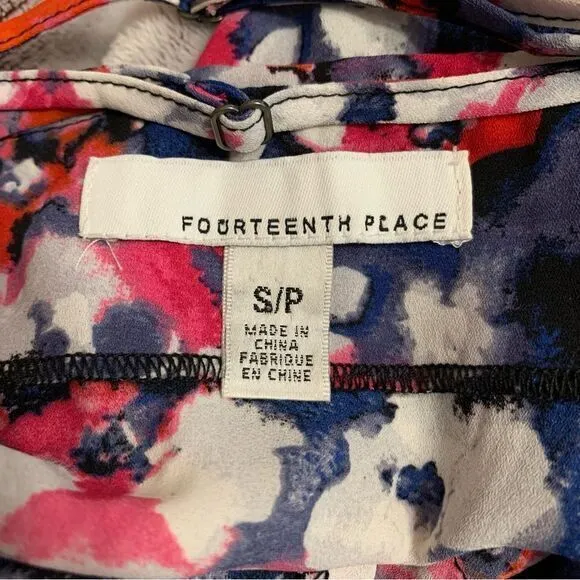 FOURTEENTH PLACE
S/P
MADE IN
CHINA
FABRIQUE
EN CHINE